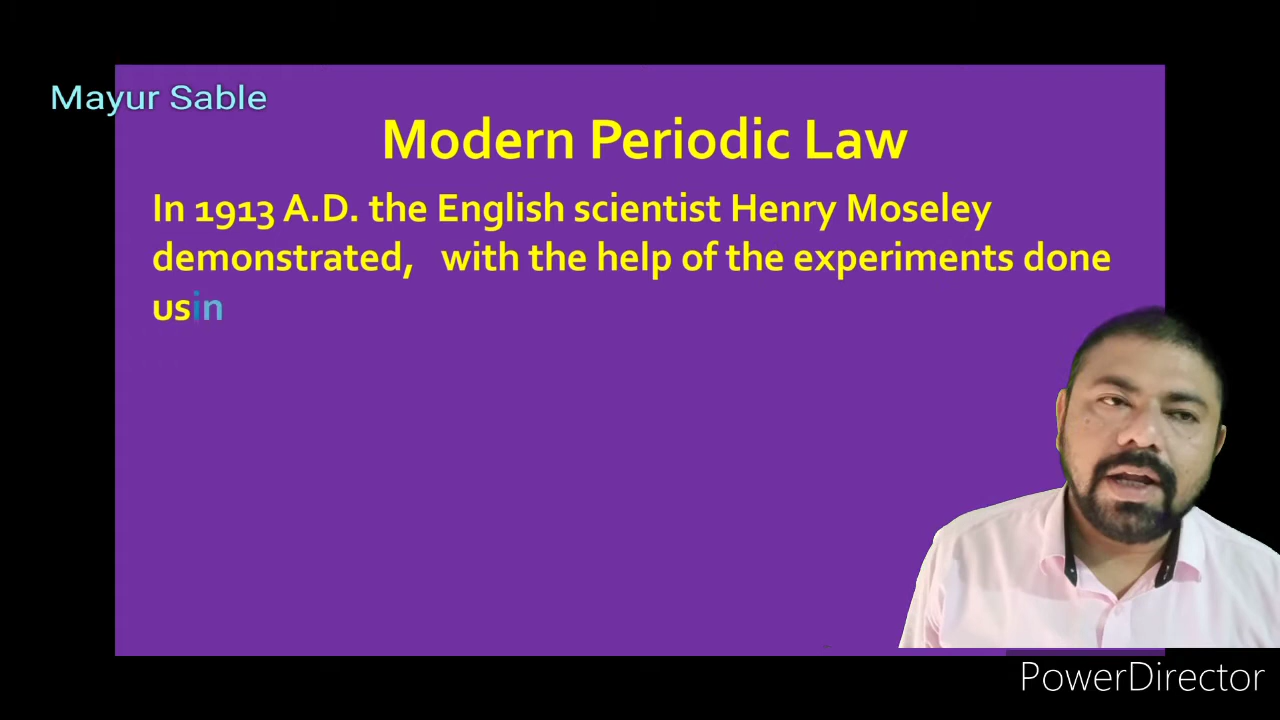 Mayur Sable
Modern Periodic Law
In 1913 A.D. the English scientist Henry Moseley
demonstrated, with the help of the experiments done
usin
PowerDirector